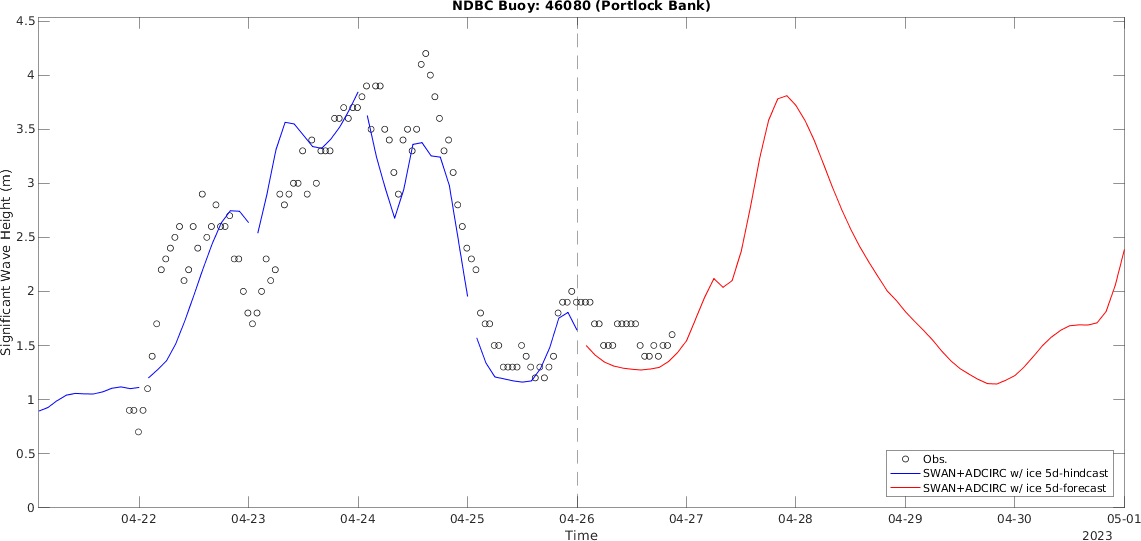 NDBC Buoy: 46080 (Portlock Bank)
4.5
4
3.5
3
2.5
2
1.5
1
0.5
0
Significant Wave Height (m)
Obs.
SWAN+ADCIRC w/ ice 5d-hindcast
SWAN+ADCIRC w/ ice 5d-forecast
04-22 04-23 04-24 04-25 04-26 04-27 04-28 04-29 04-30 05-01
Time 2023